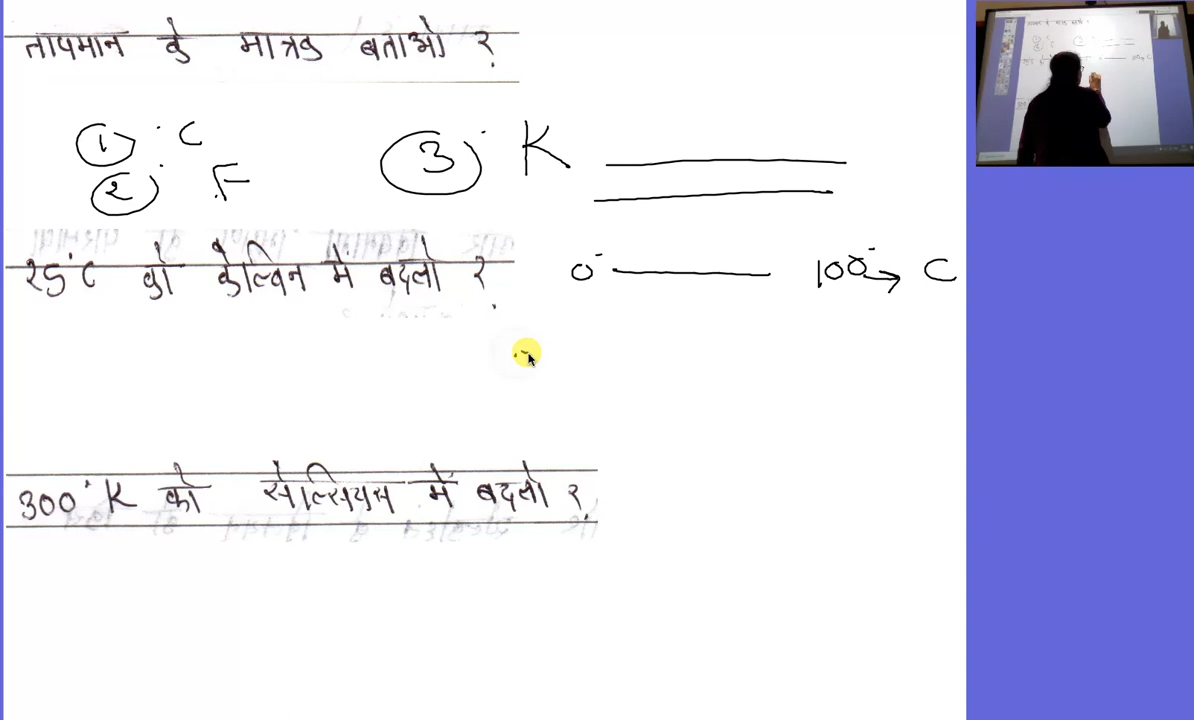 तापमान के मात्रक बताओ ?
① °C
② °F
③ °K
25°C को केल्विन में बदलो ?
0° 100° → C
300°K को सेल्सियस में बदलो ?